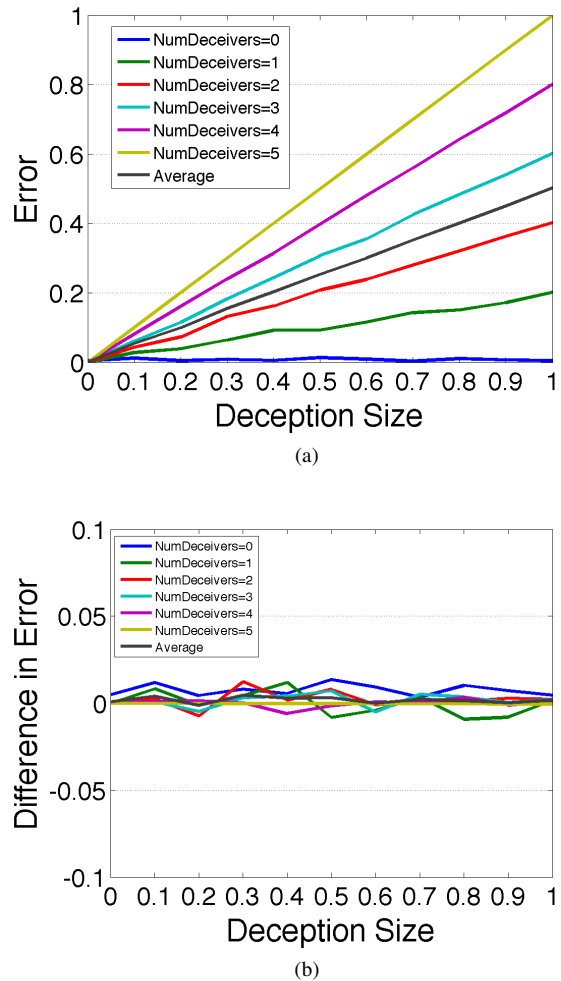 1
0.8
0.6
0.4
0.2
0
Error
NumDeceivers=0
NumDeceivers=1
NumDeceivers=2
NumDeceivers=3
NumDeceivers=4
NumDeceivers=5
Average
0 0.1 0.2 0.3 0.4 0.5 0.6 0.7 0.8 0.9 1
Deception Size
(a)
0.1
0.05
0
-0.05
-0.1
Difference in Error
NumDeceivers=0
NumDeceivers=1
NumDeceivers=2
NumDeceivers=3
NumDeceivers=4
NumDeceivers=5
Average
0 0.1 0.2 0.3 0.4 0.5 0.6 0.7 0.8 0.9 1
Deception Size
(b)